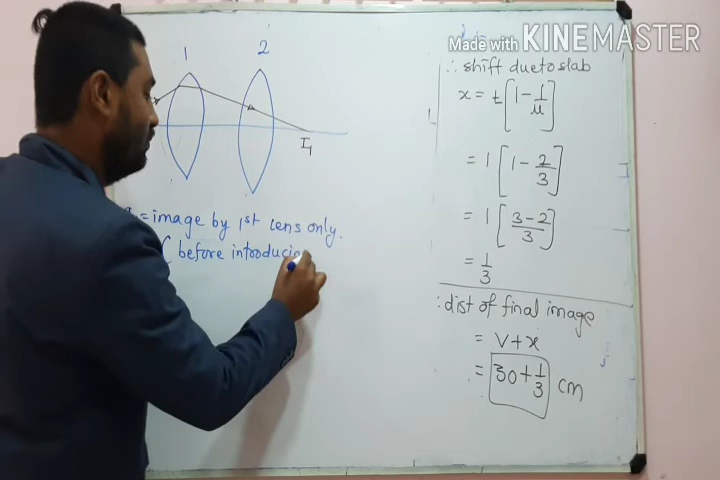 Made with KINEMASTER
1 2
I₁
= image by 1st lens only.
( before introducin
∴ shift due to slab
x = t [1 - 1/μ]
= 1 [1 - 2/3]
= 1 [3-2/3]
= 1/3
∴ dist of final image
= V + x
= 30 + 1/3 cm